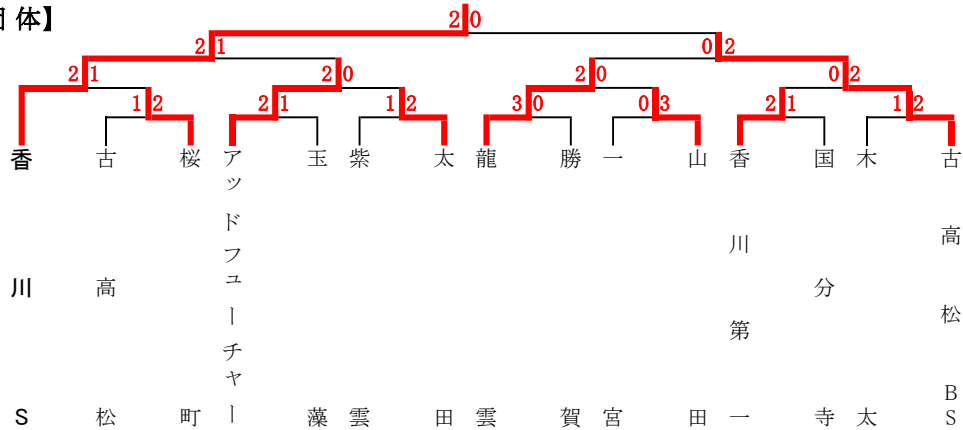 体】
2 0
2 1 0 2
2 1 2 0 2 0 0 2
1 2 2 1 1 2 3 0 0 3 2 1 1 2
香川S
古高松
桜町
アッドフューチャー
玉藻
紫雲
太田
龍雲
勝賀
一宮
山田
香川第一
国分寺
木太
古高松BS